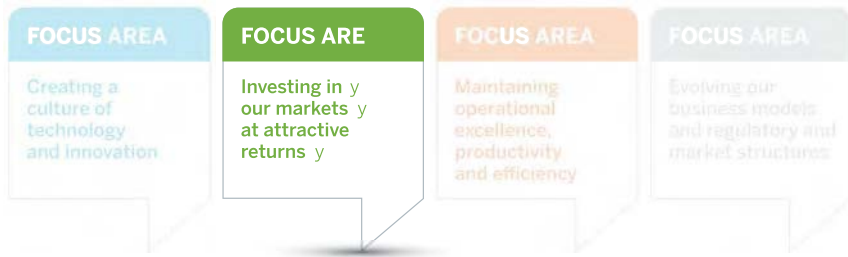 FOCUS AREA
Creating a
culture of
technology
and innovation
FOCUS ARE
Investing in y
our markets y
at attractive
returns y
FOCUS AREA
Maintaining
operational
excellence,
productivity
and efficiency
FOCUS AREA
Evolving our
business models
and regulatory and
market structures